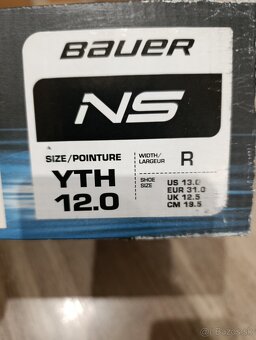 BAUER
NS
SIZE/POINTURE
YTH
12.0
WIDTH/
LARGEUR
R
SHOE
SIZE
US 13.0
EUR 31.0
UK 12.5
CM 19.5